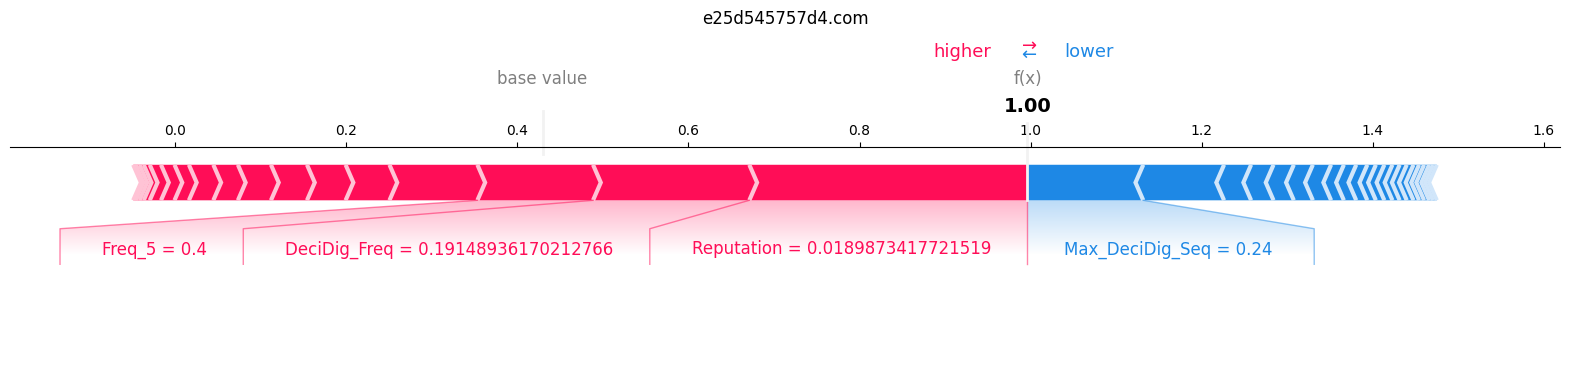 e25d545757d4.com
higher ⇄ lower
base value f(x)
1.00
0.0 0.2 0.4 0.6 0.8 1.0 1.2 1.4 1.6
Freq_5 = 0.4 DeciDig_Freq = 0.19148936170212766 Reputation = 0.0189873417721519 Max_DeciDig_Seq = 0.24